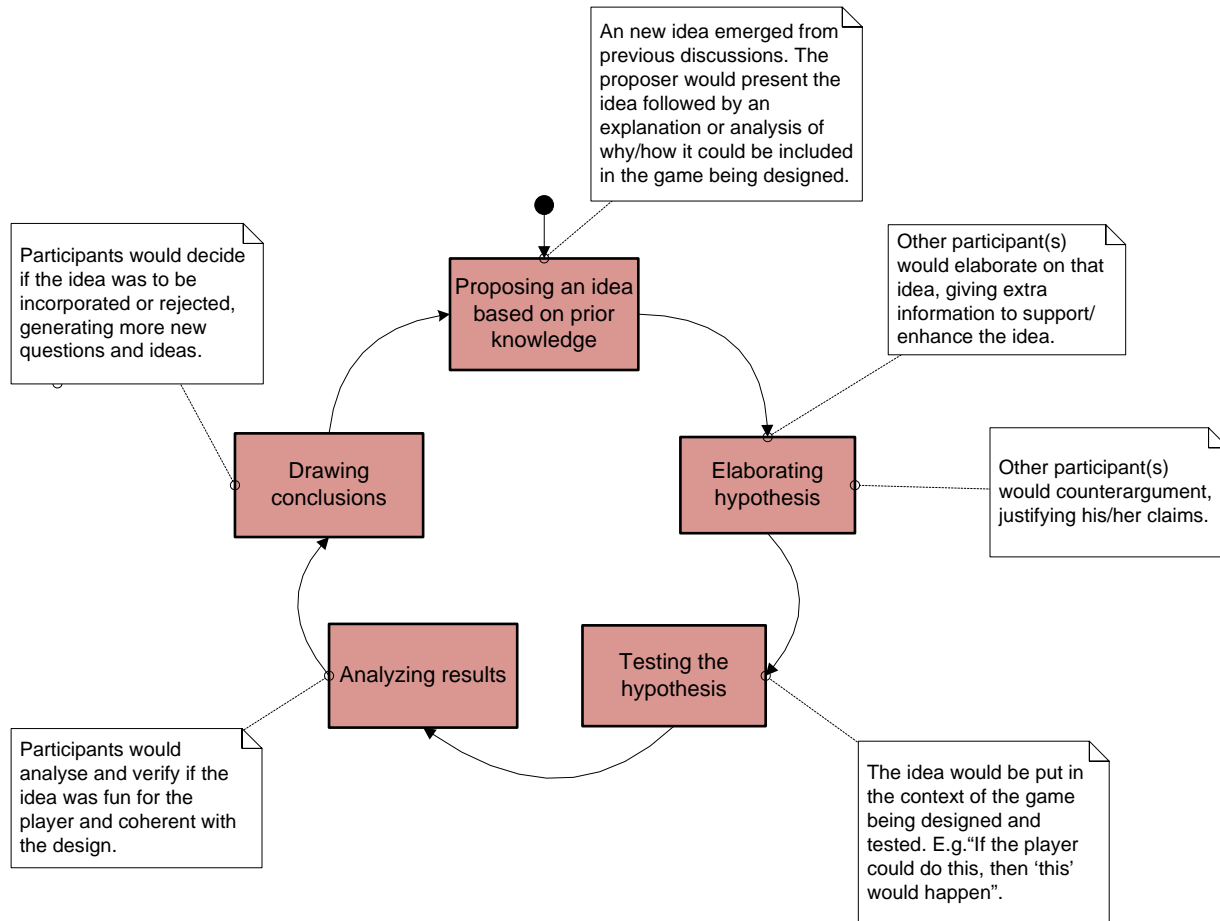 An new idea emerged from
previous discussions. The
proposer would present the
idea followed by an
explanation or analysis of
why/how it could be included
in the game being designed.
Participants would decide
if the idea was to be
incorporated or rejected,
generating more new
questions and ideas.
Proposing an idea
based on prior
knowledge
Other participant(s)
would elaborate on that
idea, giving extra
information to support/
enhance the idea.
Drawing
conclusions
Elaborating
hypothesis
Other participant(s)
would counterargument,
justifying his/her claims.
Analyzing results
Testing the
hypothesis
Participants would
analyse and verify if the
idea was fun for the
player and coherent with
the design.
The idea would be put in
the context of the game
being designed and
tested. E.g.“If the player
could do this, then ‘this’
would happen”.